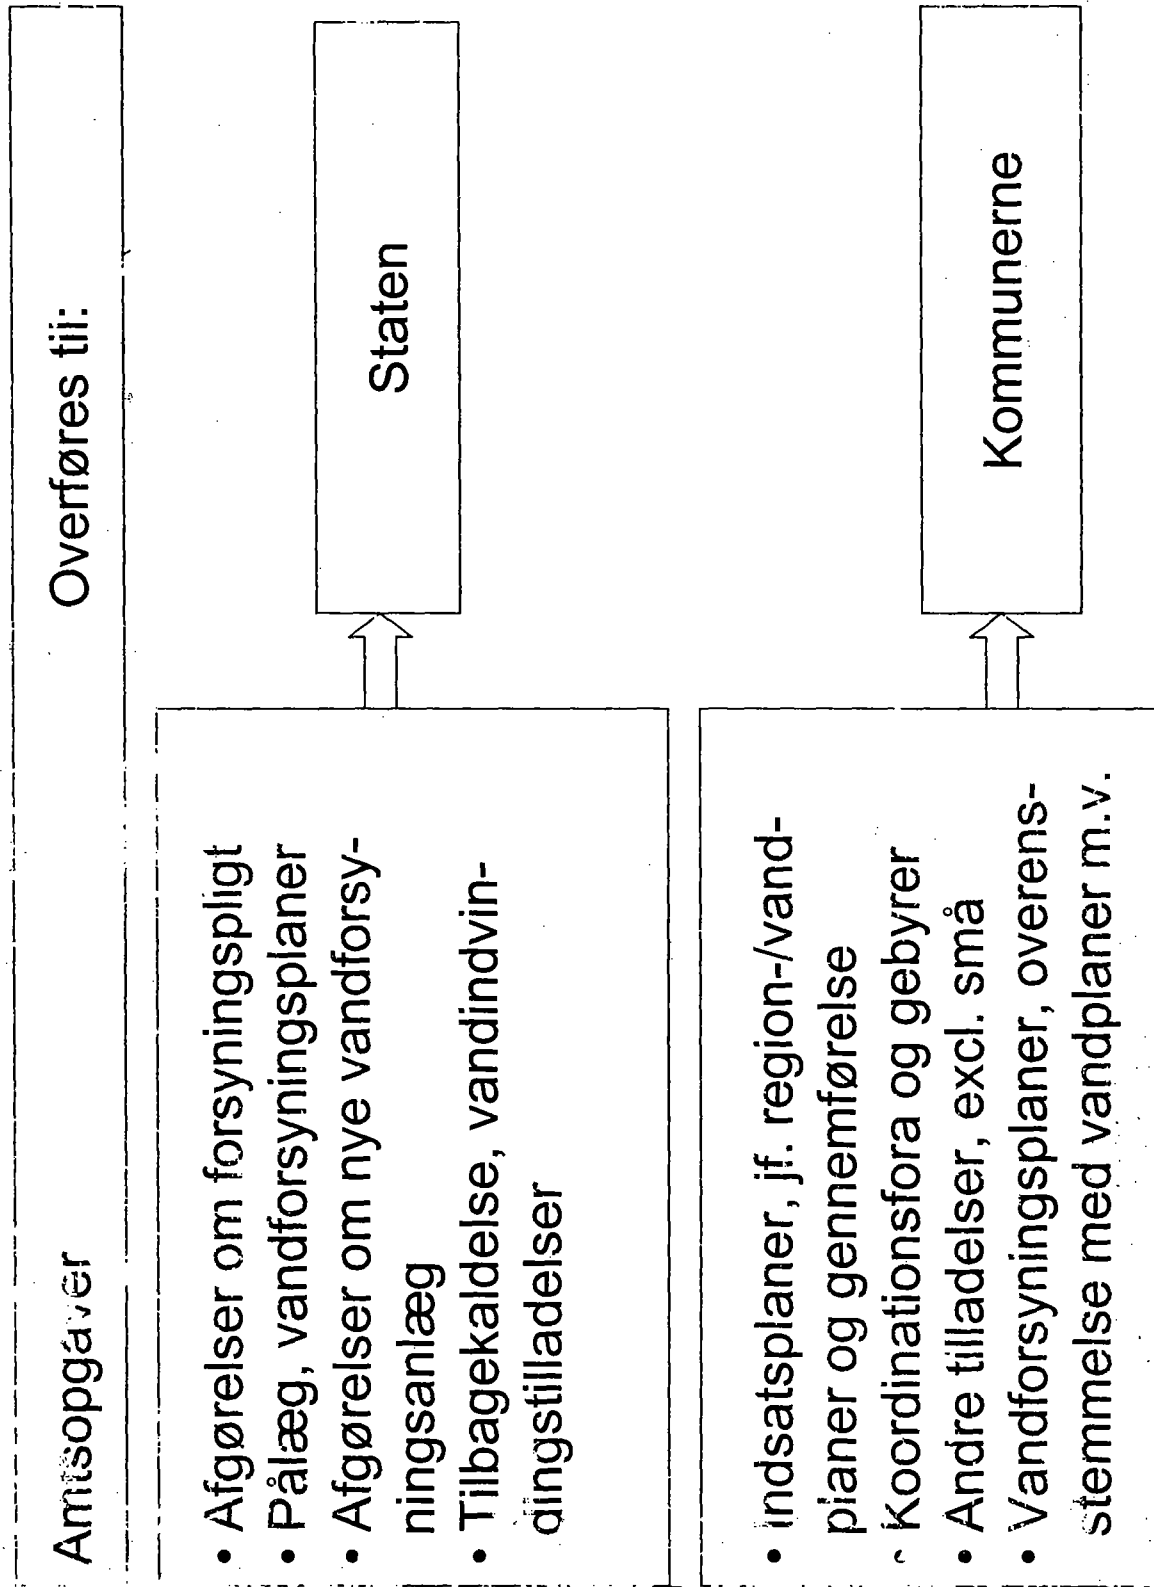 Amtsopgaver
Overføres til:
• Afgørelser om forsyningspligt
• Pålæg, vandforsyningsplaner
• Afgørelser om nye vandforsy-
ningsanlæg
• Tilbagekaldelse, vandindvin-
dingstilladelser
Staten
• Indsatsplaner, jf. region-/vand-
planer og gennemførelse
• Koordinationsfora og gebyrer
• Andre tilladelser, excl. små
• Vandforsyningsplaner, overens-
stemmelse med vandplaner m.v.
Kommunerne